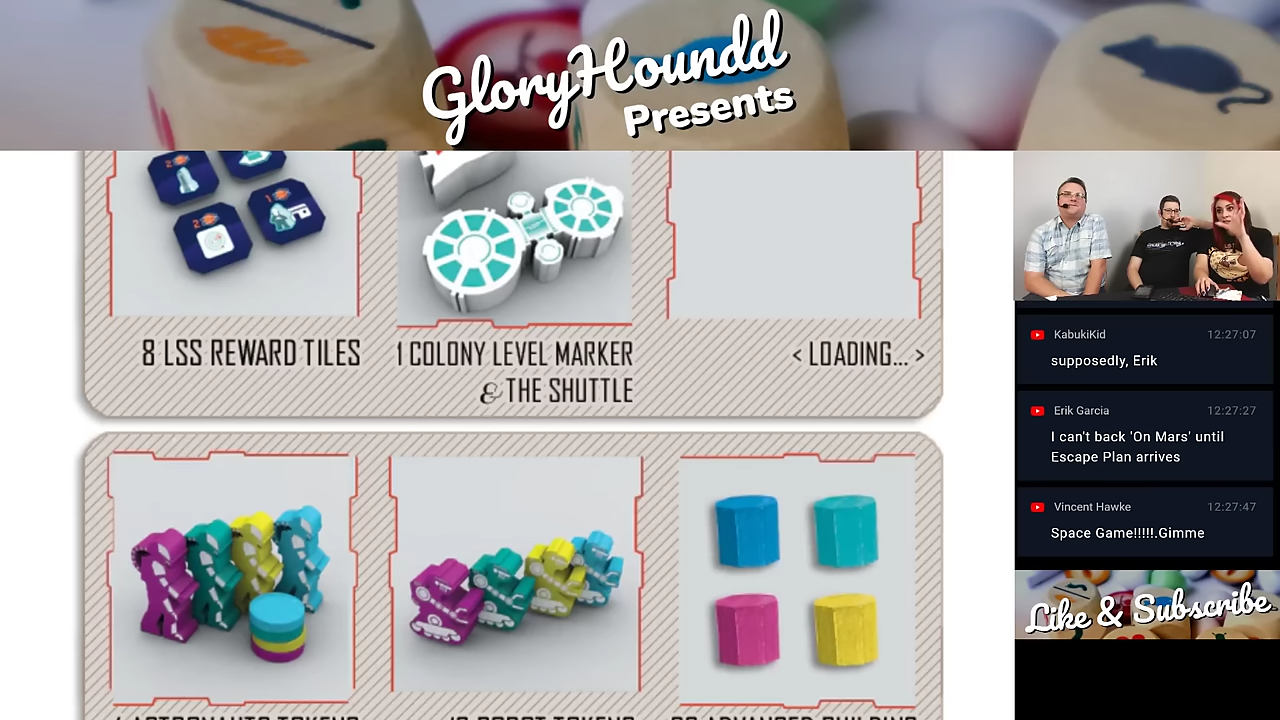 GloryHoundd
Presents
8 LSS REWARD TILES
1 COLONY LEVEL MARKER
& THE SHUTTLE
< LOADING... >
KabukiKid 12:27:07
supposedly, Erik
Erik Garcia 12:27:27
I can't back 'On Mars' until
Escape Plan arrives
Vincent Hawke 12:27:47
Space Game!!!!!.Gimme
Like & Subscribe